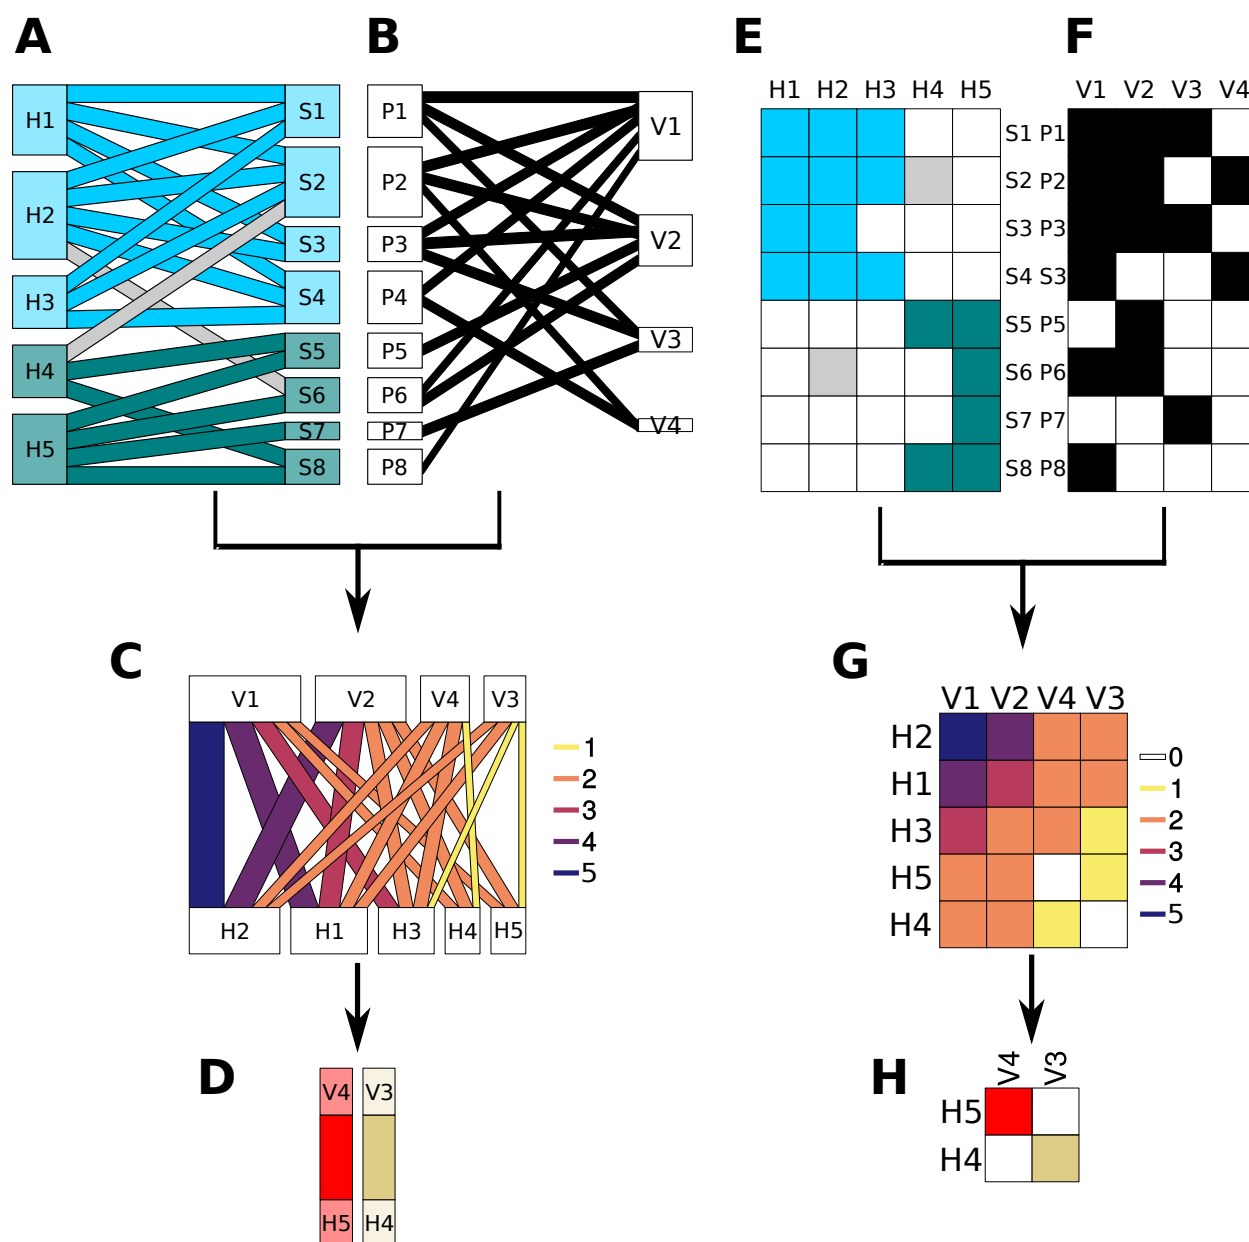 A
B
E
F
H1
H2
H3
H4
H5
S1
S2
S3
S4
S5
S6
S7
S8
P1
P2
P3
P4
P5
P6
P7
P8
V1
V2
V3
V4
H1 H2 H3 H4 H5
V1 V2 V3 V4
S1 P1
S2 P2
S3 P3
S4 S3
S5 P5
S6 P6
S7 P7
S8 P8
C
V1 V2 V4 V3
1
2
3
4
5
H2 H1 H3 H4 H5
G
V1 V2 V4 V3
H2
H1
H3
H5
H4
0
1
2
3
4
5
D
V4 V3
H5 H4
H
V4 V3
H5
H4